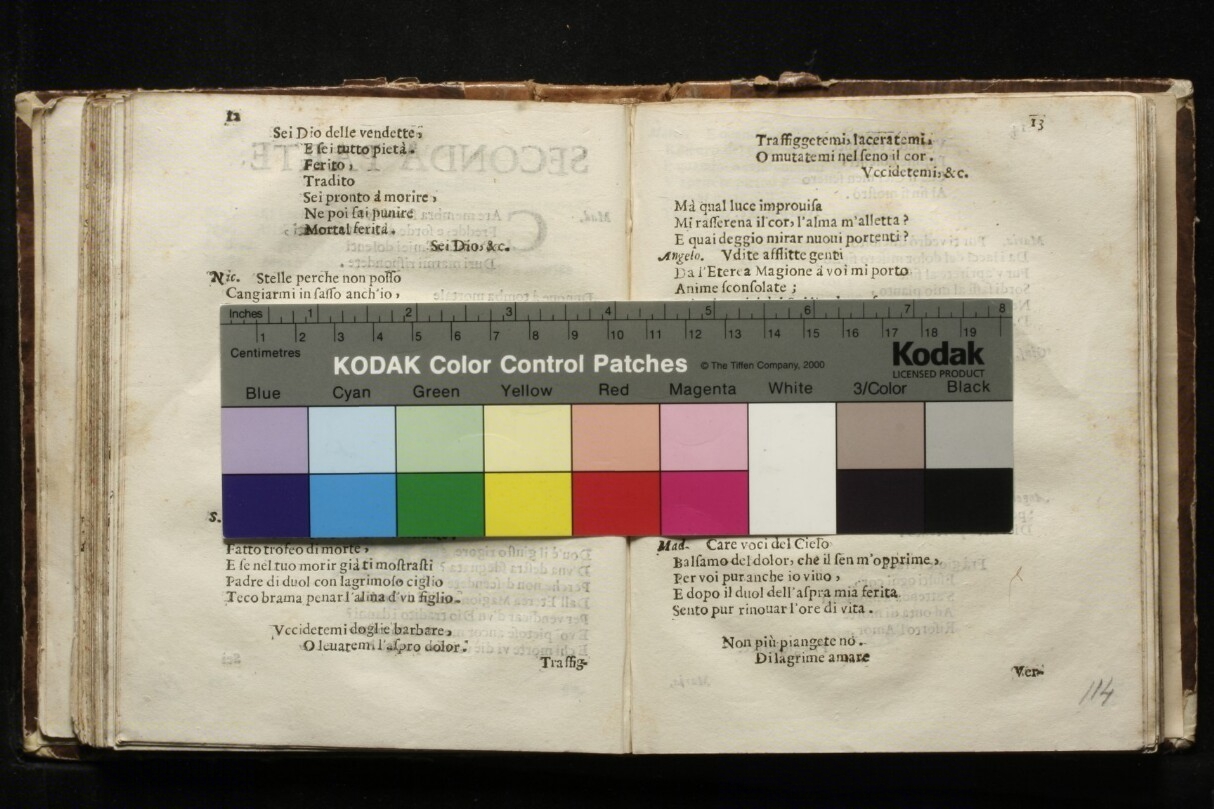 12
Sei Dio delle vendette,
E sei tutto pietà.
Ferito,
Tradito
Sei pronto à morire,
Ne poi sai punire
Mortal ferità.
Sei Dio, &c.
Nic. Stelle perche non posso
Cangiarmi in sasso anch'io,
S.
Fatto trofeo di morte,
E se nel tuo morir già ti mostrasti
Padre di duol con lagrimoso ciglio
Teco brama penar l'alma d'vn figlio.
Vccidetemi doglie barbare,
O leuatemi l'aspro dolor.
Traffig-
13
Traffiggetemi, laceratemi,
O mutatemi nel seno il cor.
Vccidetemi, &c.
Mà qual luce improuisa
Mi rasserena il cor, l'alma m'alletta?
E quai deggio mirar nuoui portenti?
Angelo. Vdite afflitte genti
Da l'Eterea Magione à voi mi porto
Anime sconsolate;
Mad. Care voci del Cielo
Balsamo del dolor, che il sen m'opprime,
Per voi pur anche io viuo,
E dopo il duol dell'aspra mia ferita
Sento pur rinouar l'ore di vita.
Non più piangete nò.
Di lagrime amare
Ver-
114
Inches 1 2 3 4 5 6 7 8
1 2 3 4 5 6 7 8 9 10 11 12 13 14 15 16 17 18 19
Centimetres
KODAK Color Control Patches © The Tiffen Company, 2000
Kodak
LICENSED PRODUCT
Blue Cyan Green Yellow Red Magenta White 3/Color Black